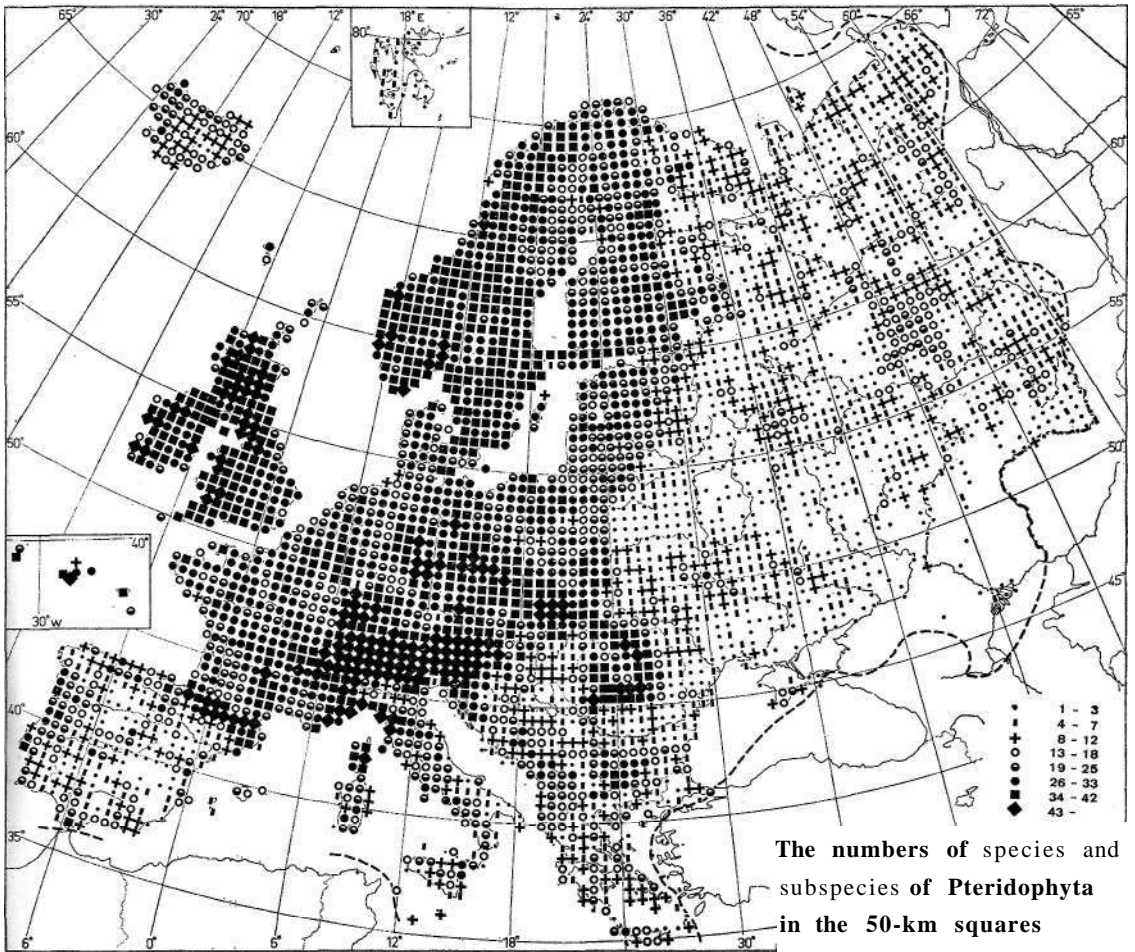 65° 30° 24° 70° 18° 12° 18° E 12° 24° 30° 36° 42° 48° 54° 60° 66° 72° 65°
80°
60°
60°
55°
55°
50°
50°
40°
45°
30° W
40°
1 - 3
4 - 7
8 - 12
13 - 18
19 - 25
26 - 33
34 - 42
43 -
35°
The numbers of species and
subspecies of Pteridophyta
in the 50-km squares
6° 0° 5° 12° 18° 30°